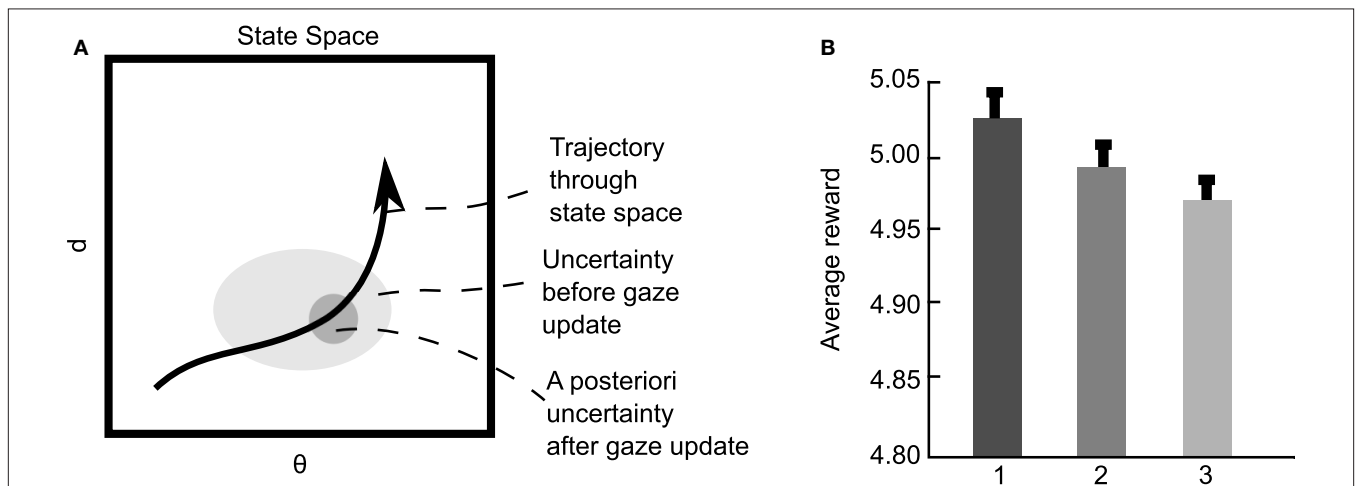 A
State Space
d
θ
Trajectory
through
state space
Uncertainty
before gaze
update
A posteriori
uncertainty
after gaze update
B
Average reward
5.05
5.00
4.95
4.90
4.85
4.80
1 2 3